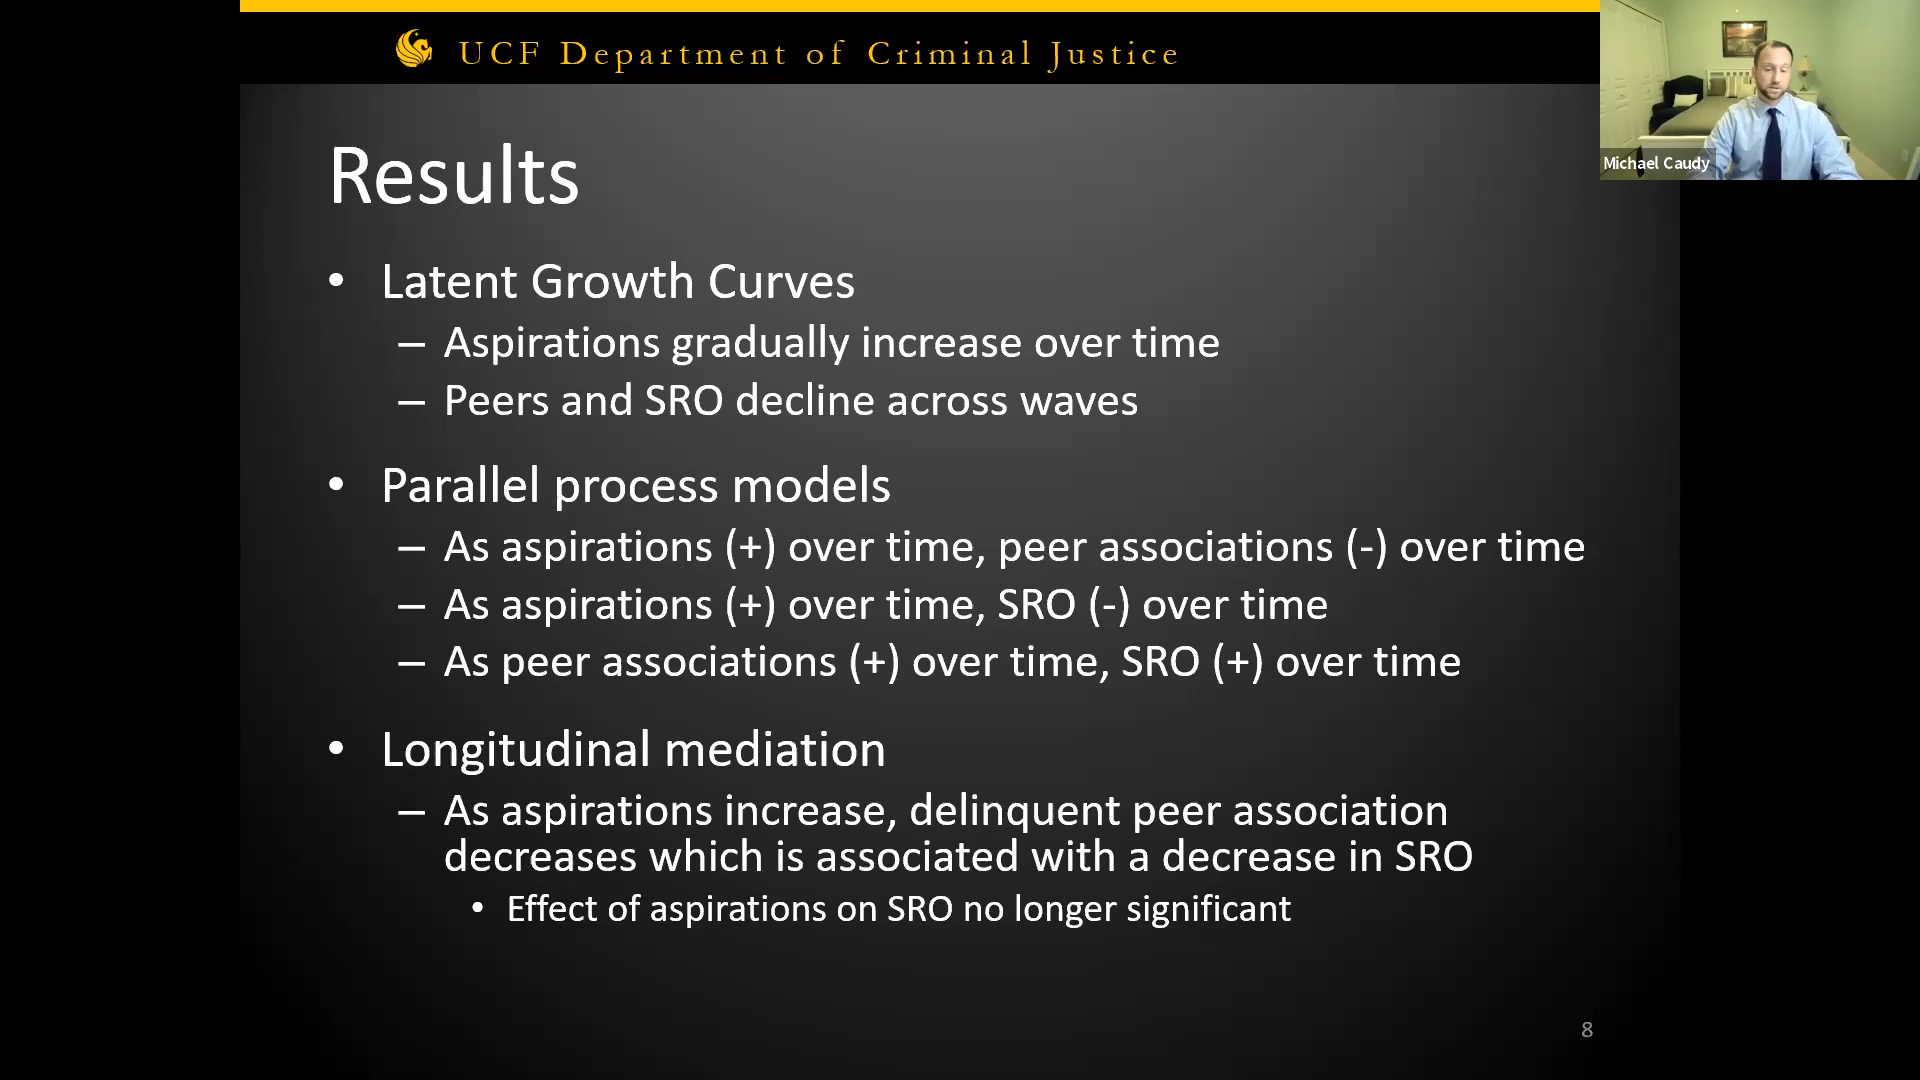 UCF Department of Criminal Justice
Michael Caudy
Results
• Latent Growth Curves
– Aspirations gradually increase over time
– Peers and SRO decline across waves
• Parallel process models
– As aspirations (+) over time, peer associations (-) over time
– As aspirations (+) over time, SRO (-) over time
– As peer associations (+) over time, SRO (+) over time
• Longitudinal mediation
– As aspirations increase, delinquent peer association
decreases which is associated with a decrease in SRO
• Effect of aspirations on SRO no longer significant
8